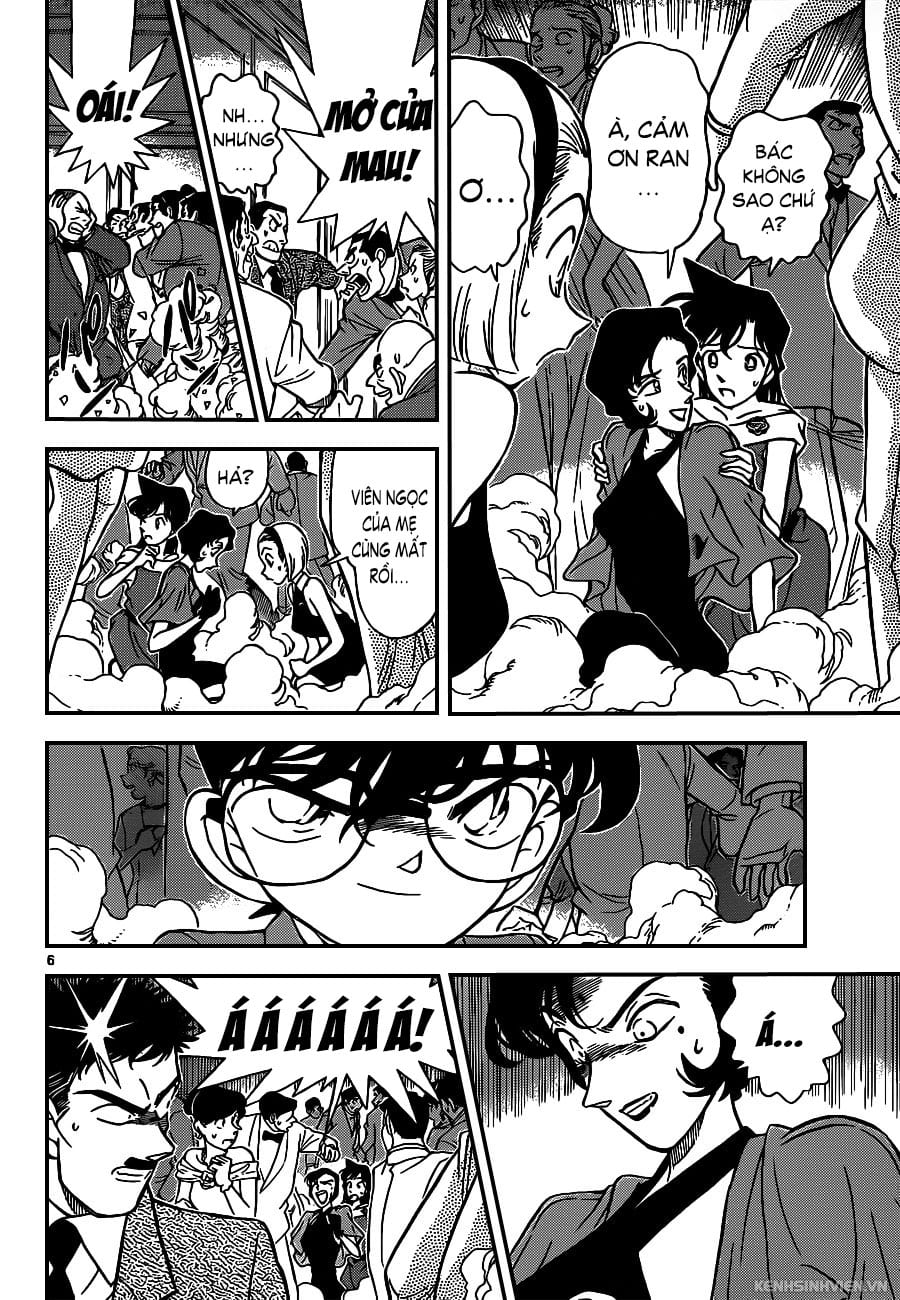 OÁI!
NH...
NHƯNG
...
MỞ CỬA
MAU!
Ơ...
À, CẢM
ƠN RAN
...
BÁC
KHÔNG
SAO CHỨ
Ạ?
HẢ?
VIÊN NGỌC
CỦA MẸ
CŨNG MẤT
RỒI...
6
ÁÁÁÁÁÁ!
Á...
KENHSINHVIEN.VN